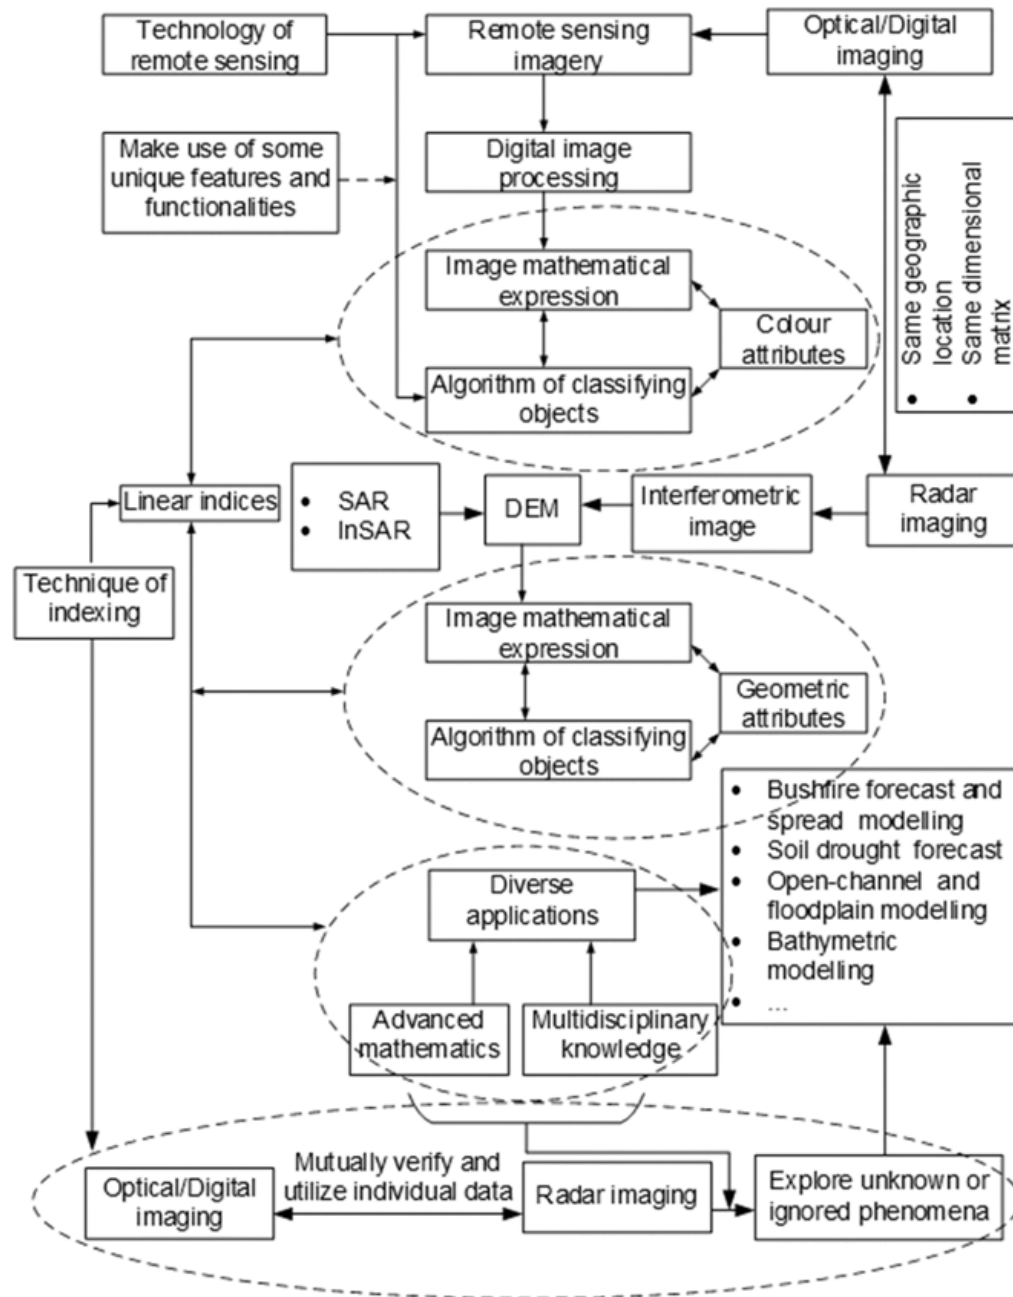 Technology of
remote sensing
Remote sensing
imagery
Optical/Digital
imaging
Make use of some
unique features and
functionalities
Digital image
processing
• Same geographic
location
• Same dimensional
matrix
Image mathematical
expression
Colour
attributes
Algorithm of classifying
objects
Linear indices
• SAR
• InSAR
DEM
Interferometric
image
Radar
imaging
Technique of
indexing
Image mathematical
expression
Geometric
attributes
Algorithm of classifying
objects
• Bushfire forecast and
spread modelling
• Soil drought forecast
• Open-channel and
floodplain modelling
• Bathymetric
modelling
• ...
Diverse
applications
Advanced
mathematics
Multidisciplinary
knowledge
Optical/Digital
imaging
Mutually verify and
utilize individual data
Radar imaging
Explore unknown or
ignored phenomena